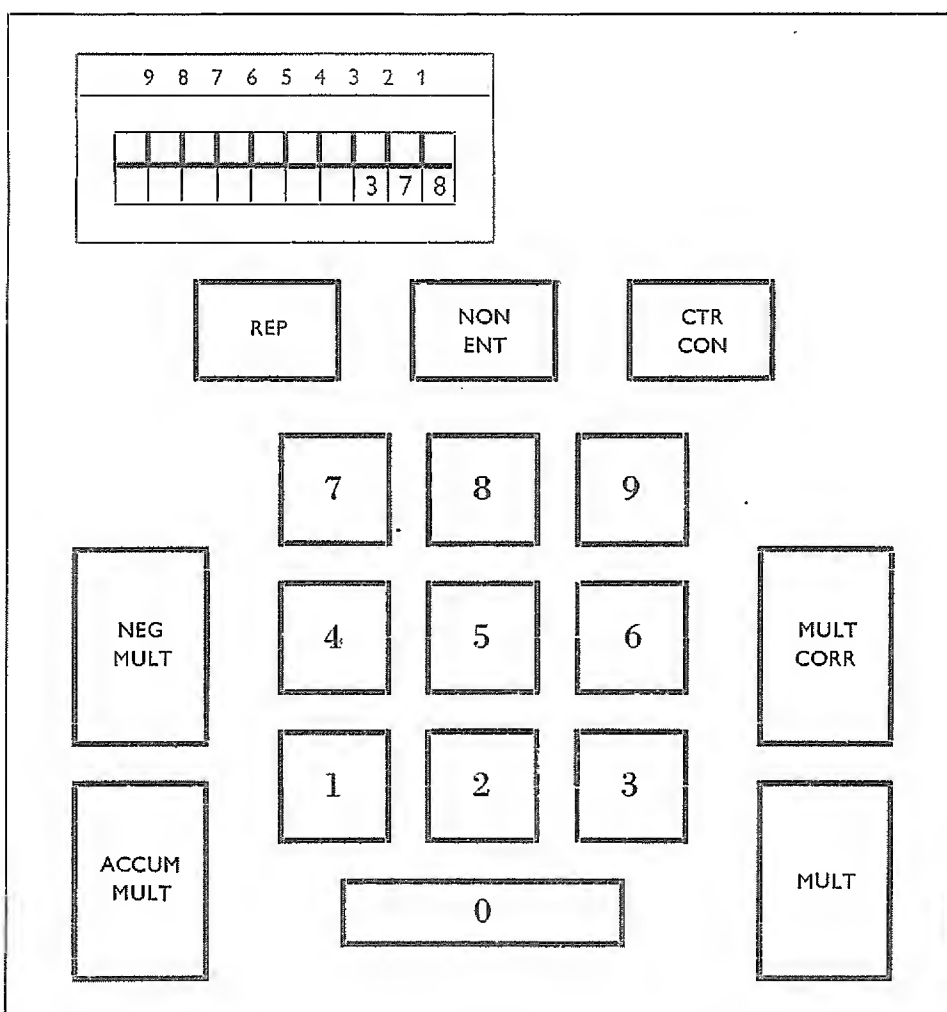 9 8 7 6 5 4 3 2 1
3 7 8
REP
NON
ENT
CTR
CON
7 8 9
NEG
MULT
4 5 6
MULT
CORR
1 2 3
ACCUM
MULT
MULT
0